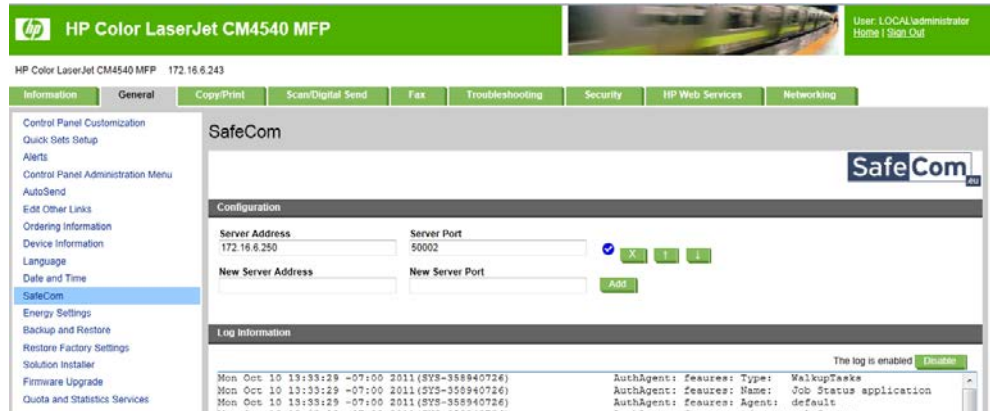 hp HP Color LaserJet CM4540 MFP
User: LOCAL\administrator
Home | Sign Out
HP Color LaserJet CM4540 MFP 172.16.6.243
Information General Copy/Print Scan/Digital Send Fax Troubleshooting Security HP Web Services Networking
Control Panel Customization
Quick Sets Setup
Alerts
Control Panel Administration Menu
AutoSend
Edit Other Links
Ordering Information
Device Information
Language
Date and Time
SafeCom
Energy Settings
Backup and Restore
Restore Factory Settings
Solution Installer
Firmware Upgrade
Quota and Statistics Services
SafeCom
SafeCom.eu
Configuration
Server Address Server Port
172.16.6.250 50002 X ↑ ↓
New Server Address New Server Port
Add
Log Information
The log is enabled Disable
Mon Oct 10 13:33:29 -07:00 2011(SYS-358940726) AuthAgent: feaures: Type: WalkupTasks
Mon Oct 10 13:33:29 -07:00 2011(SYS-358940726) AuthAgent: feaures: Name: Job Status application
Mon Oct 10 13:33:29 -07:00 2011(SYS-358940726) AuthAgent: feaures: Agent: default